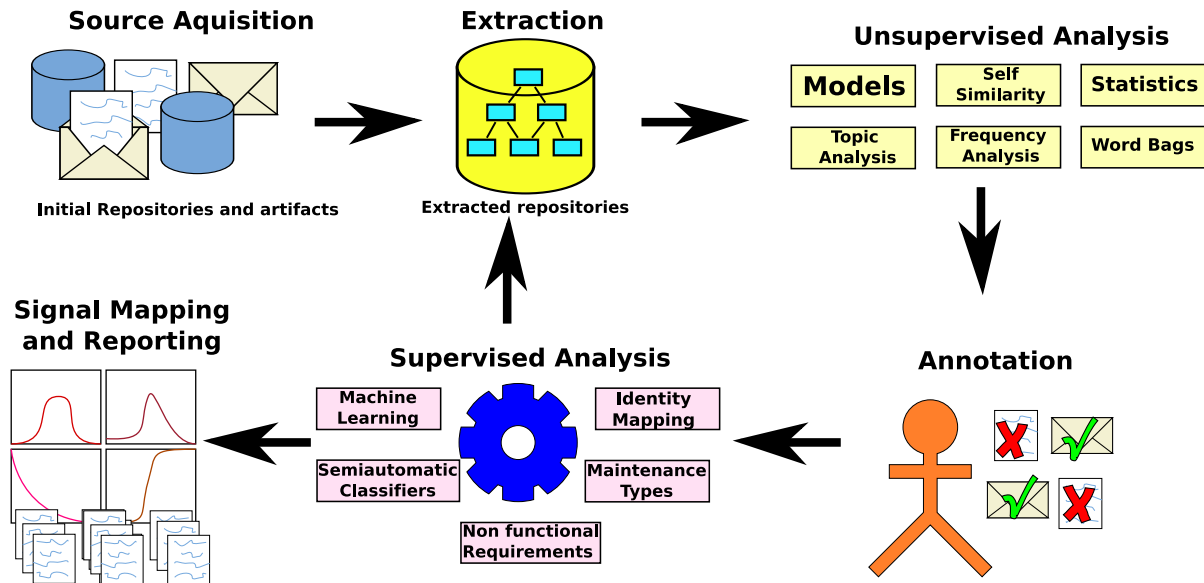 Source Aquisition
Initial Repositories and artifacts
Extraction
Extracted repositories
Unsupervised Analysis
Models
Self
Similarity
Statistics
Topic
Analysis
Frequency
Analysis
Word Bags
Annotation
Supervised Analysis
Machine
Learning
Identity
Mapping
Semiautomatic
Classifiers
Maintenance
Types
Non functional
Requirements
Signal Mapping
and Reporting